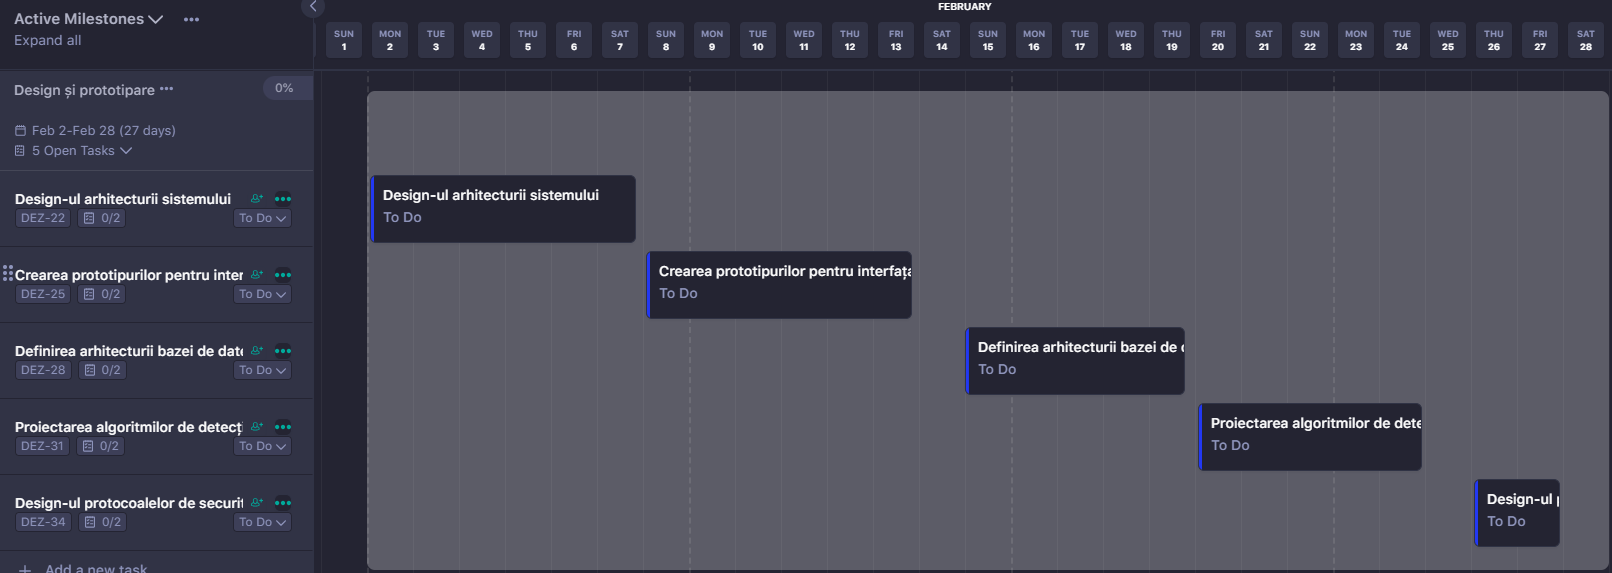 Active Milestones
Expand all
FEBRUARY
SUN MON TUE WED THU FRI SAT SUN MON TUE WED THU FRI SAT SUN MON TUE WED THU FRI SAT SUN MON TUE WED THU FRI SAT
1 2 3 4 5 6 7 8 9 10 11 12 13 14 15 16 17 18 19 20 21 22 23 24 25 26 27 28
Design și prototipare
0%
Feb 2-Feb 28 (27 days)
5 Open Tasks
Design-ul arhitecturii sistemului
DEZ-22 0/2 To Do
Crearea prototipurilor pentru inter
DEZ-25 0/2 To Do
Definirea arhitecturii bazei de date
DEZ-28 0/2 To Do
Proiectarea algoritmilor de detecț
DEZ-31 0/2 To Do
Design-ul protocoalelor de securit
DEZ-34 0/2 To Do
Add a new task
Design-ul arhitecturii sistemului
To Do
Crearea prototipurilor pentru interfața
To Do
Definirea arhitecturii bazei de
To Do
Proiectarea algoritmilor de dete
To Do
Design-ul
To Do